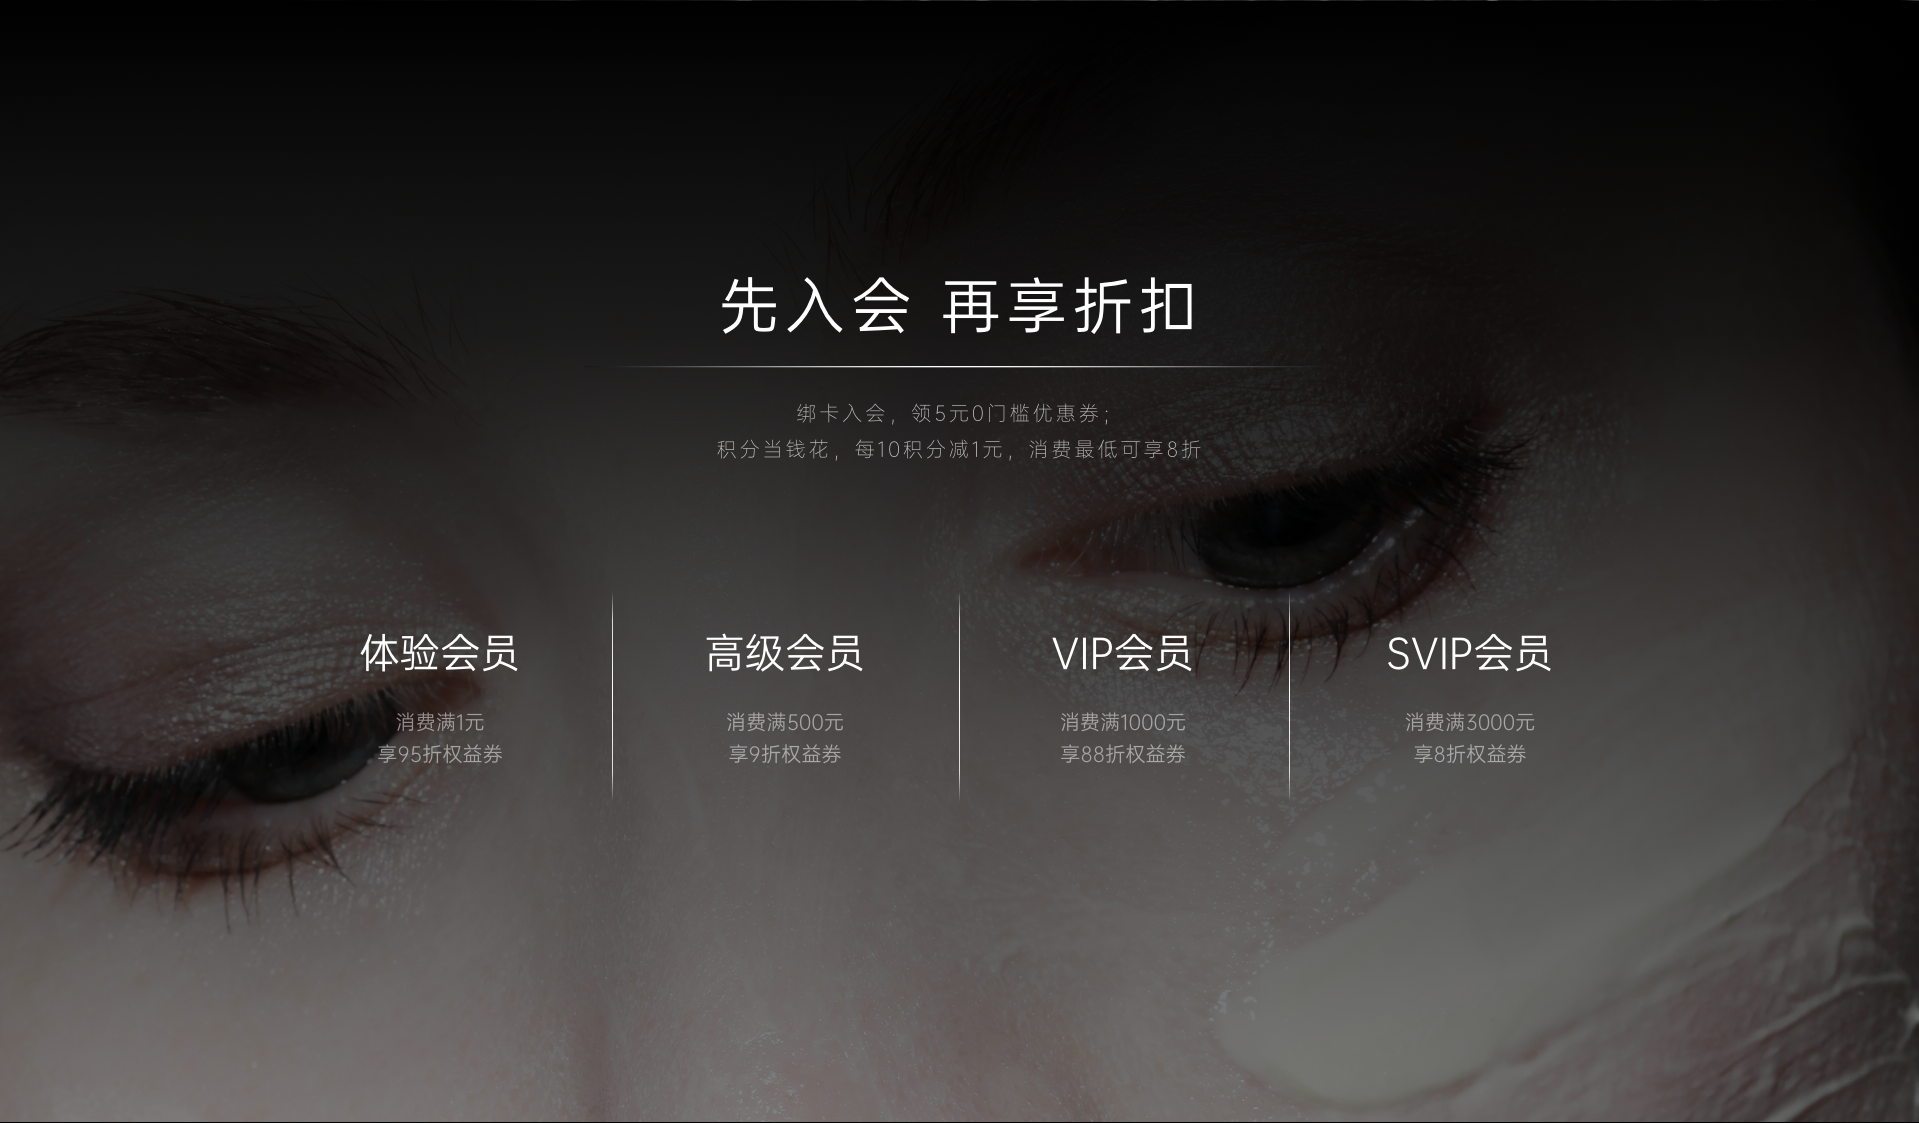 先入会 再享折扣
绑卡入会，领5元0门槛优惠券；
积分当钱花，每10积分减1元，消费最低可享8折
体验会员
消费满1元
享95折权益券
高级会员
消费满500元
享9折权益券
VIP会员
消费满1000元
享88折权益券
SVIP会员
消费满3000元
享8折权益券